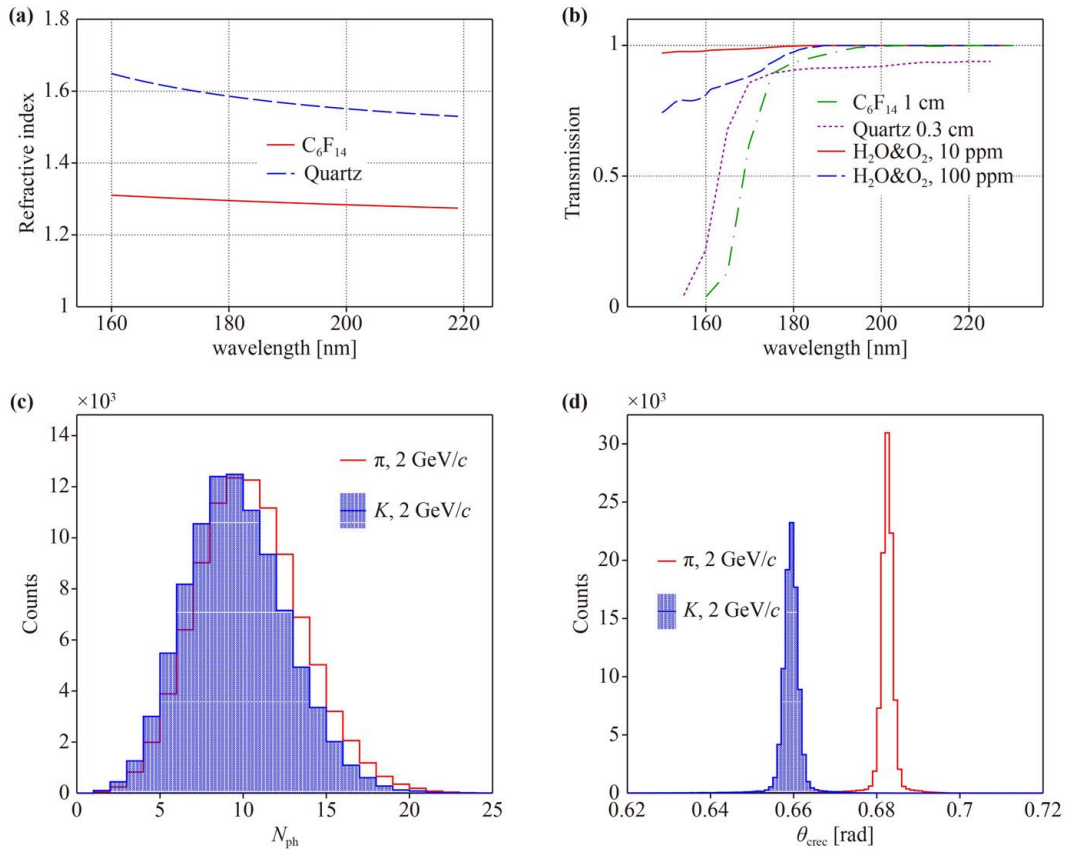 (a)
1.8
1.6
1.4
1.2
1
Refractive index
C₆F₁₄
Quartz
160
180
200
220
wavelength [nm]
(b)
1
0.5
0
Transmission
C₆F₁₄ 1 cm
Quartz 0.3 cm
H₂O&O₂, 10 ppm
H₂O&O₂, 100 ppm
160
180
200
220
wavelength [nm]
(c)
×10³
14
12
10
8
6
4
2
0
Counts
π, 2 GeV/c
K, 2 GeV/c
0
5
10
15
20
25
Nph
(d)
×10³
30
25
20
15
10
5
0
Counts
π, 2 GeV/c
K, 2 GeV/c
0.62
0.64
0.66
0.68
0.7
0.72
θcrec [rad]